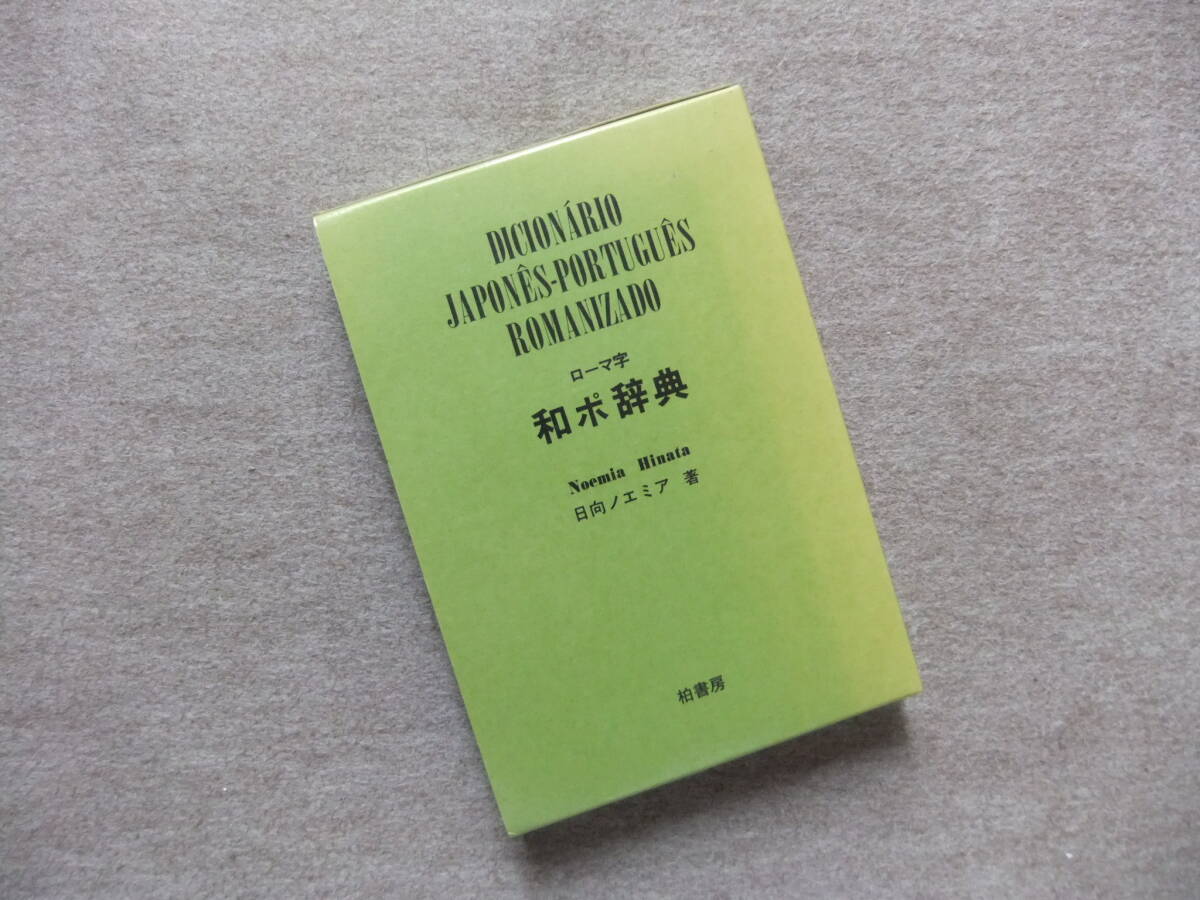 DICIONÁRIO
JAPONÊS-PORTUGUÊS
ROMANIZADO
ローマ字
和ポ辞典
Noemia Hinata
日向ノエミア 著
柏書房